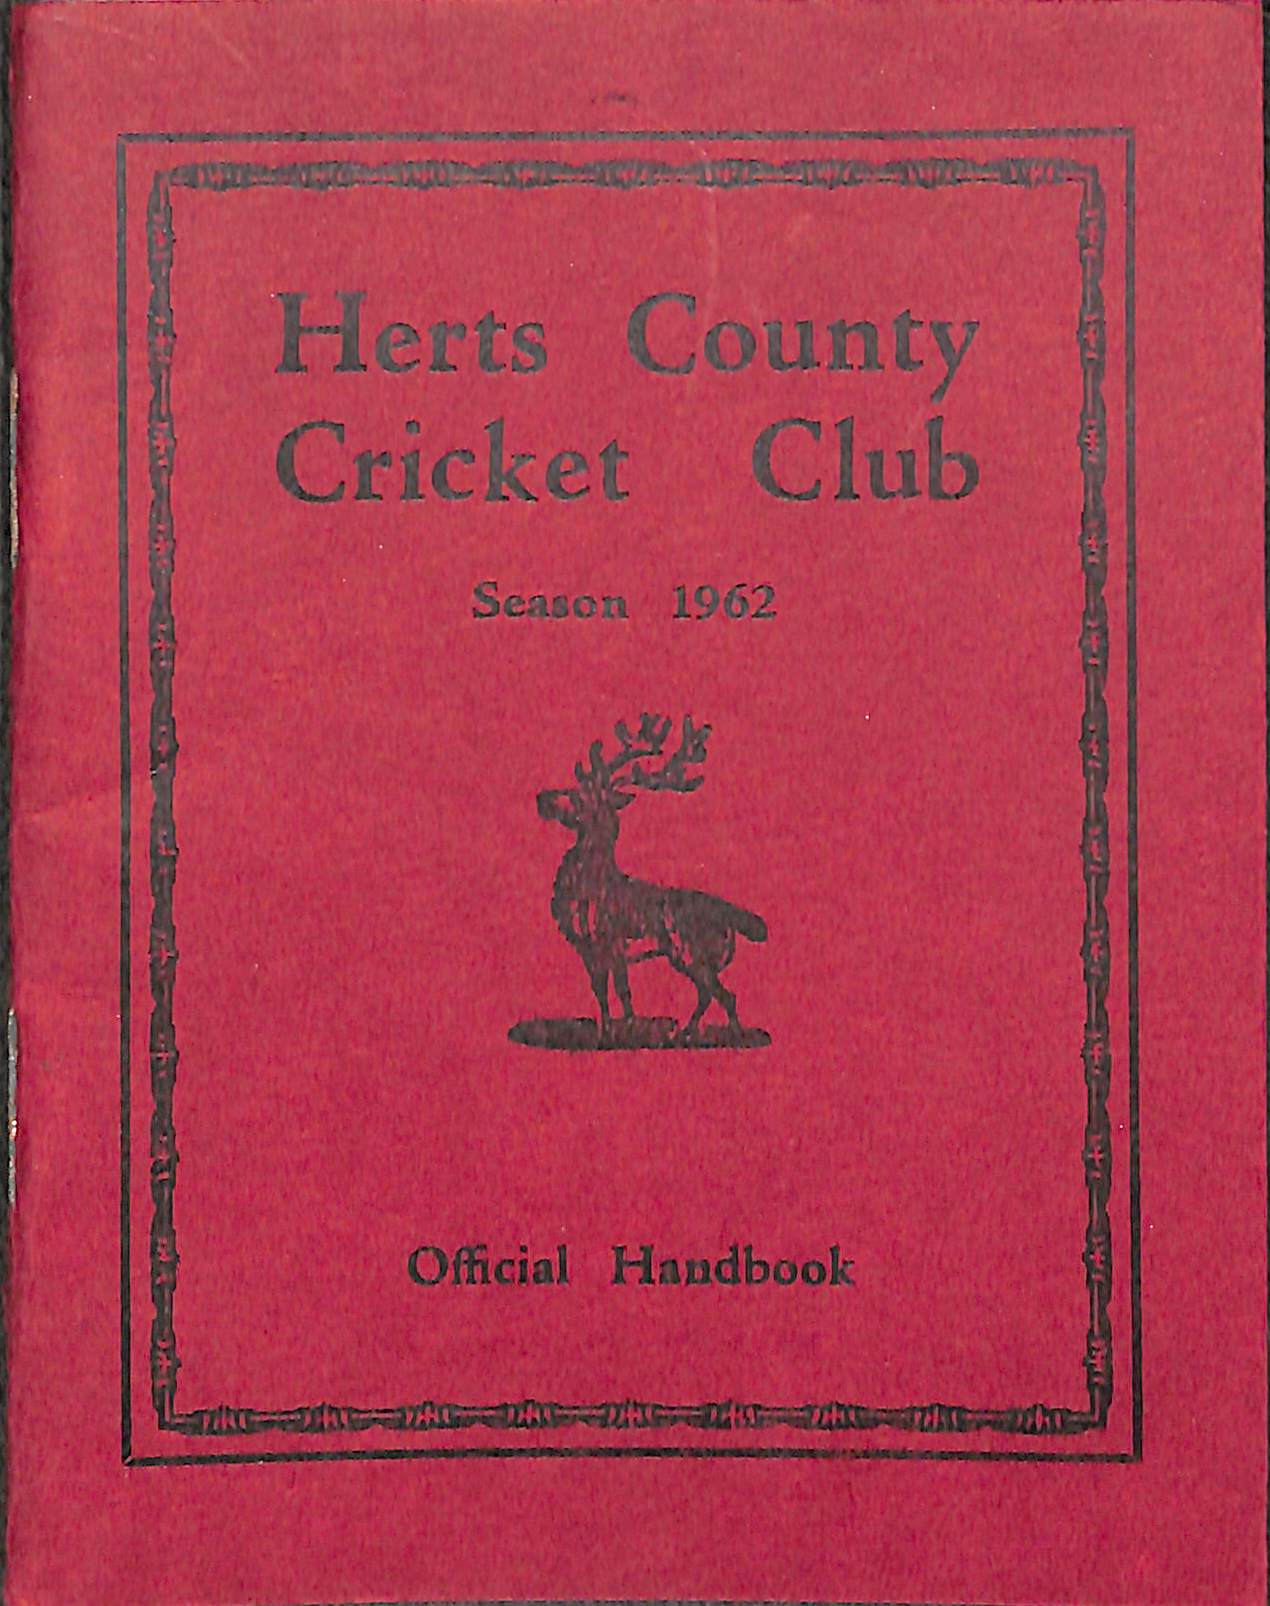 Herts County
Cricket Club
Season 1962
Official Handbook